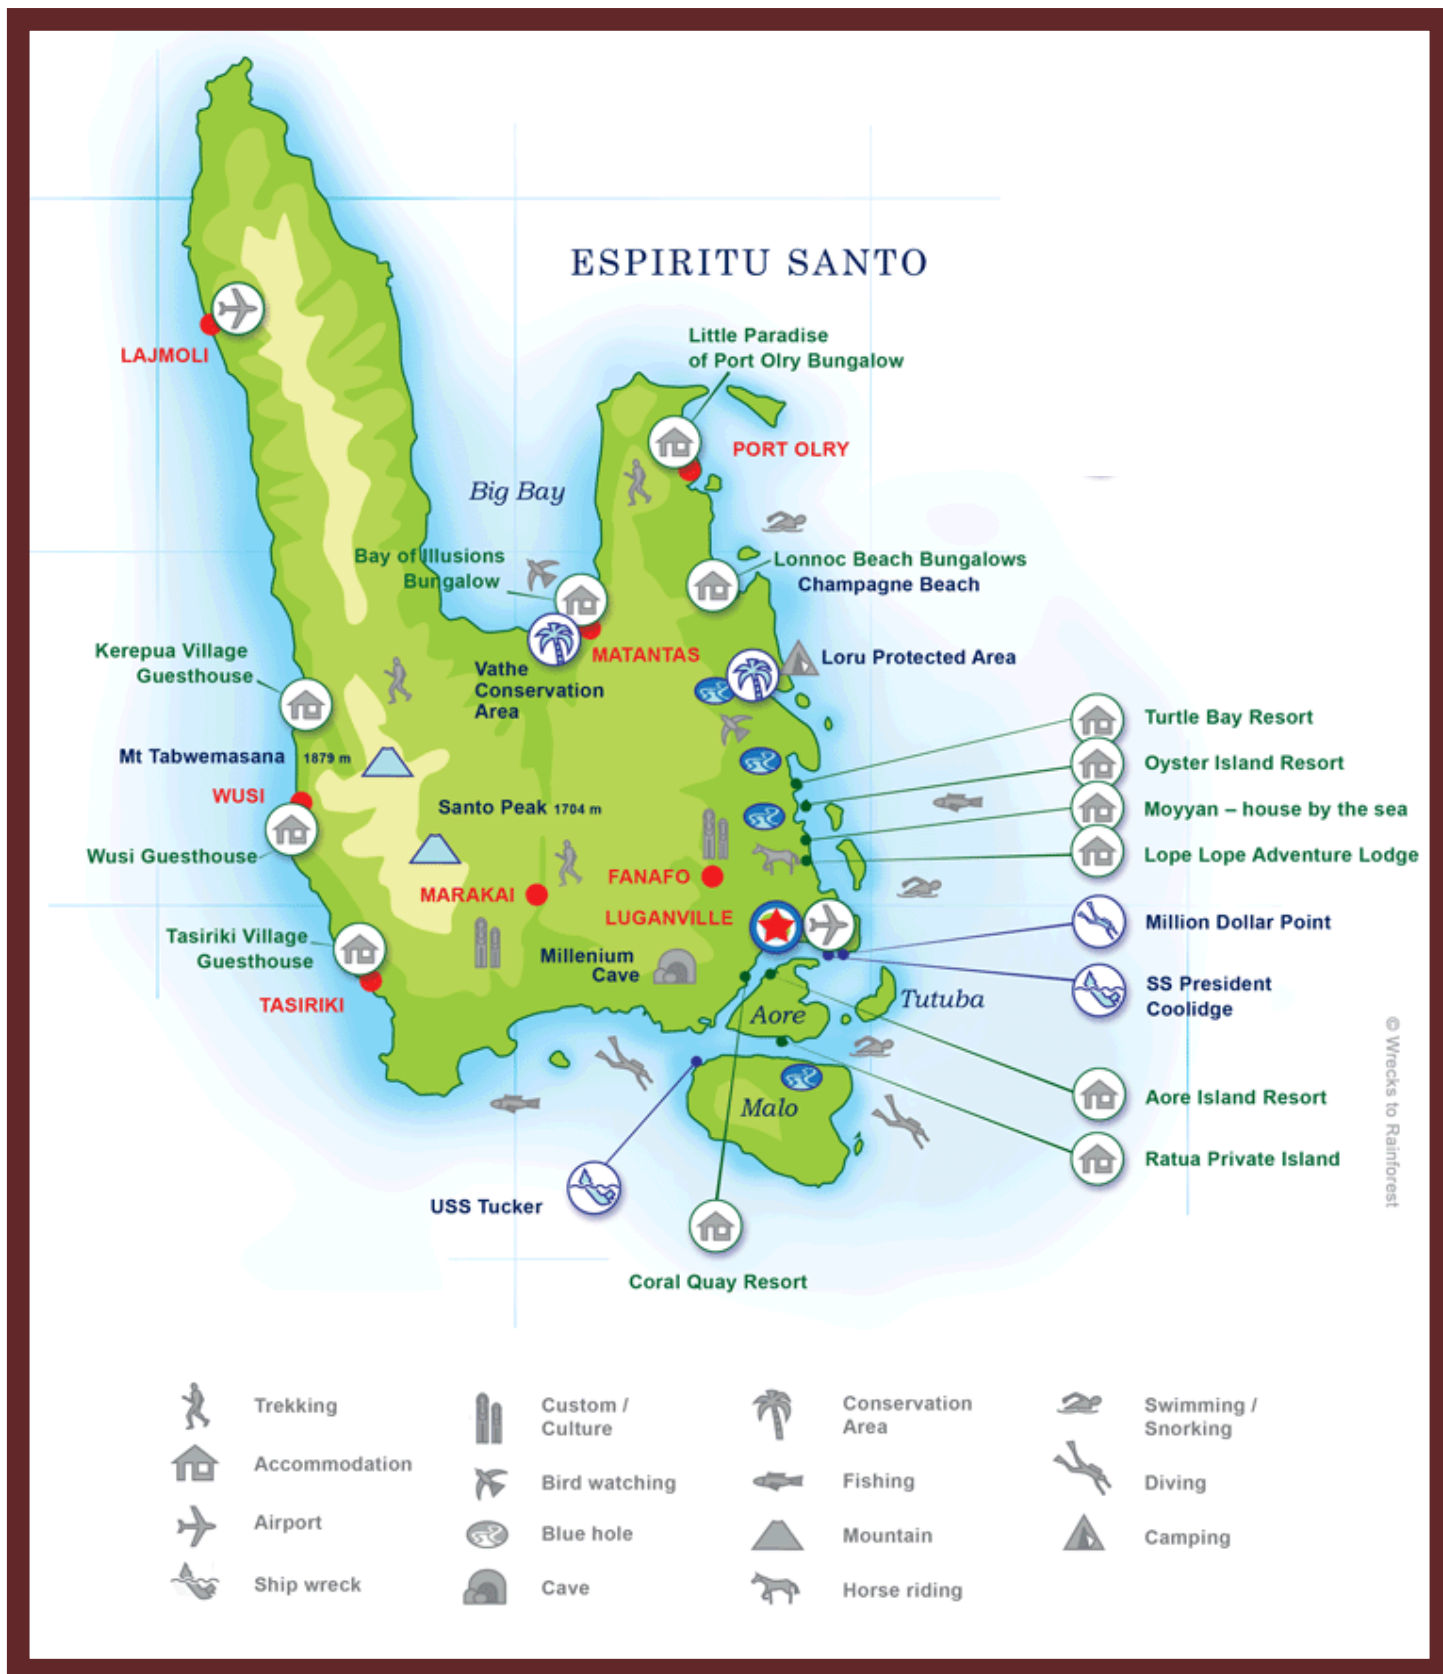 ESPIRITU SANTO
Little Paradise
of Port Olry Bungalow
LAJMOLI
PORT OLRY
Big Bay
Bay of Illusions
Bungalow
Lonnoc Beach Bungalows
Champagne Beach
Kerepua Village
Guesthouse
MATANTAS
Vathe
Conservation
Area
Loru Protected Area
Turtle Bay Resort
Mt Tabwemasana 1879 m
Oyster Island Resort
WUSI
Santo Peak 1704 m
Moyyan – house by the sea
Wusi Guesthouse
Lope Lope Adventure Lodge
FANAFO
MARAKAI
LUGANVILLE
Million Dollar Point
Tasiriki Village
Guesthouse
Millenium
Cave
SS President
Coolidge
TASIRIKI
Tutuba
Aore
Aore Island Resort
Malo
Ratua Private Island
USS Tucker
Coral Quay Resort
© Wrecks to Rainforest
Trekking
Accommodation
Airport
Ship wreck
Custom /
Culture
Bird watching
Blue hole
Cave
Conservation
Area
Fishing
Mountain
Horse riding
Swimming /
Snorking
Diving
Camping